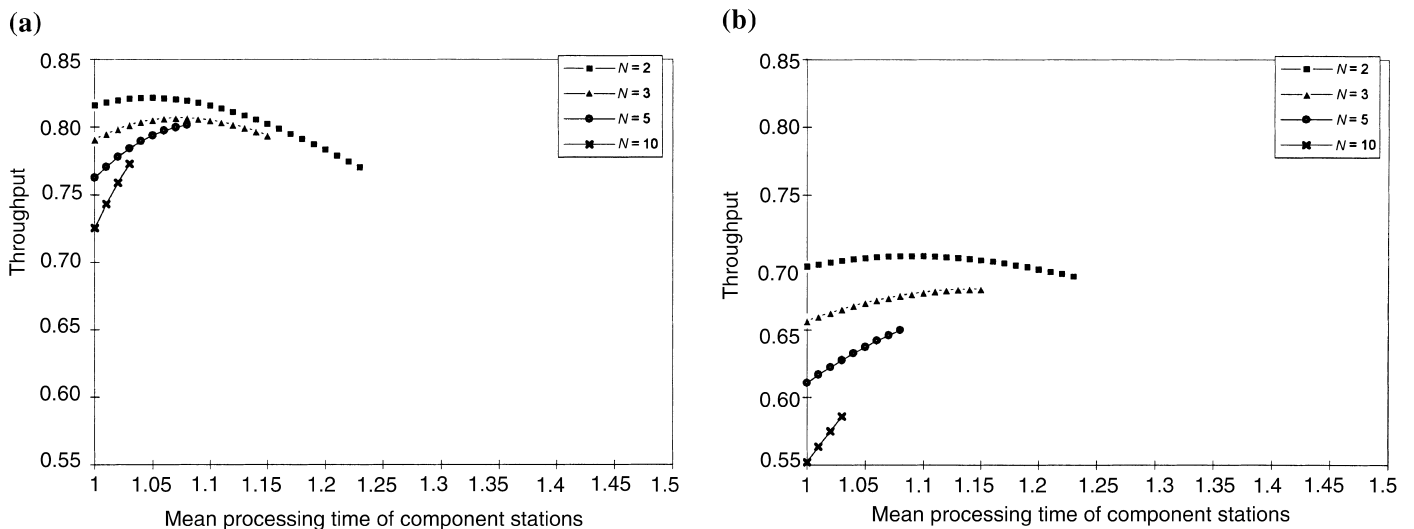 (a)
0.85
0.80
0.75
0.70
0.65
0.60
0.55
Throughput
N = 2
N = 3
N = 5
N = 10
1 1.05 1.1 1.15 1.2 1.25 1.3 1.35 1.4 1.45 1.5
Mean processing time of component stations
(b)
0.85
0.80
0.75
0.70
0.65
0.60
0.55
Throughput
N = 2
N = 3
N = 5
N = 10
1 1.05 1.1 1.15 1.2 1.25 1.3 1.35 1.4 1.45 1.5
Mean processing time of component stations